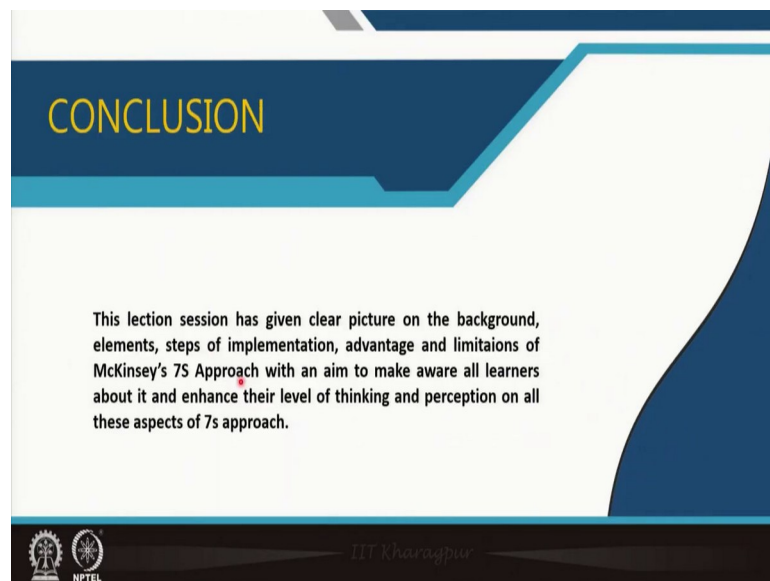 CONCLUSION
This lection session has given clear picture on the background,
elements, steps of implementation, advantage and limitaions of
McKinsey's 7S Approach with an aim to make aware all learners
about it and enhance their level of thinking and perception on all
these aspects of 7s approach.
IIT Kharagpur
NPTEL